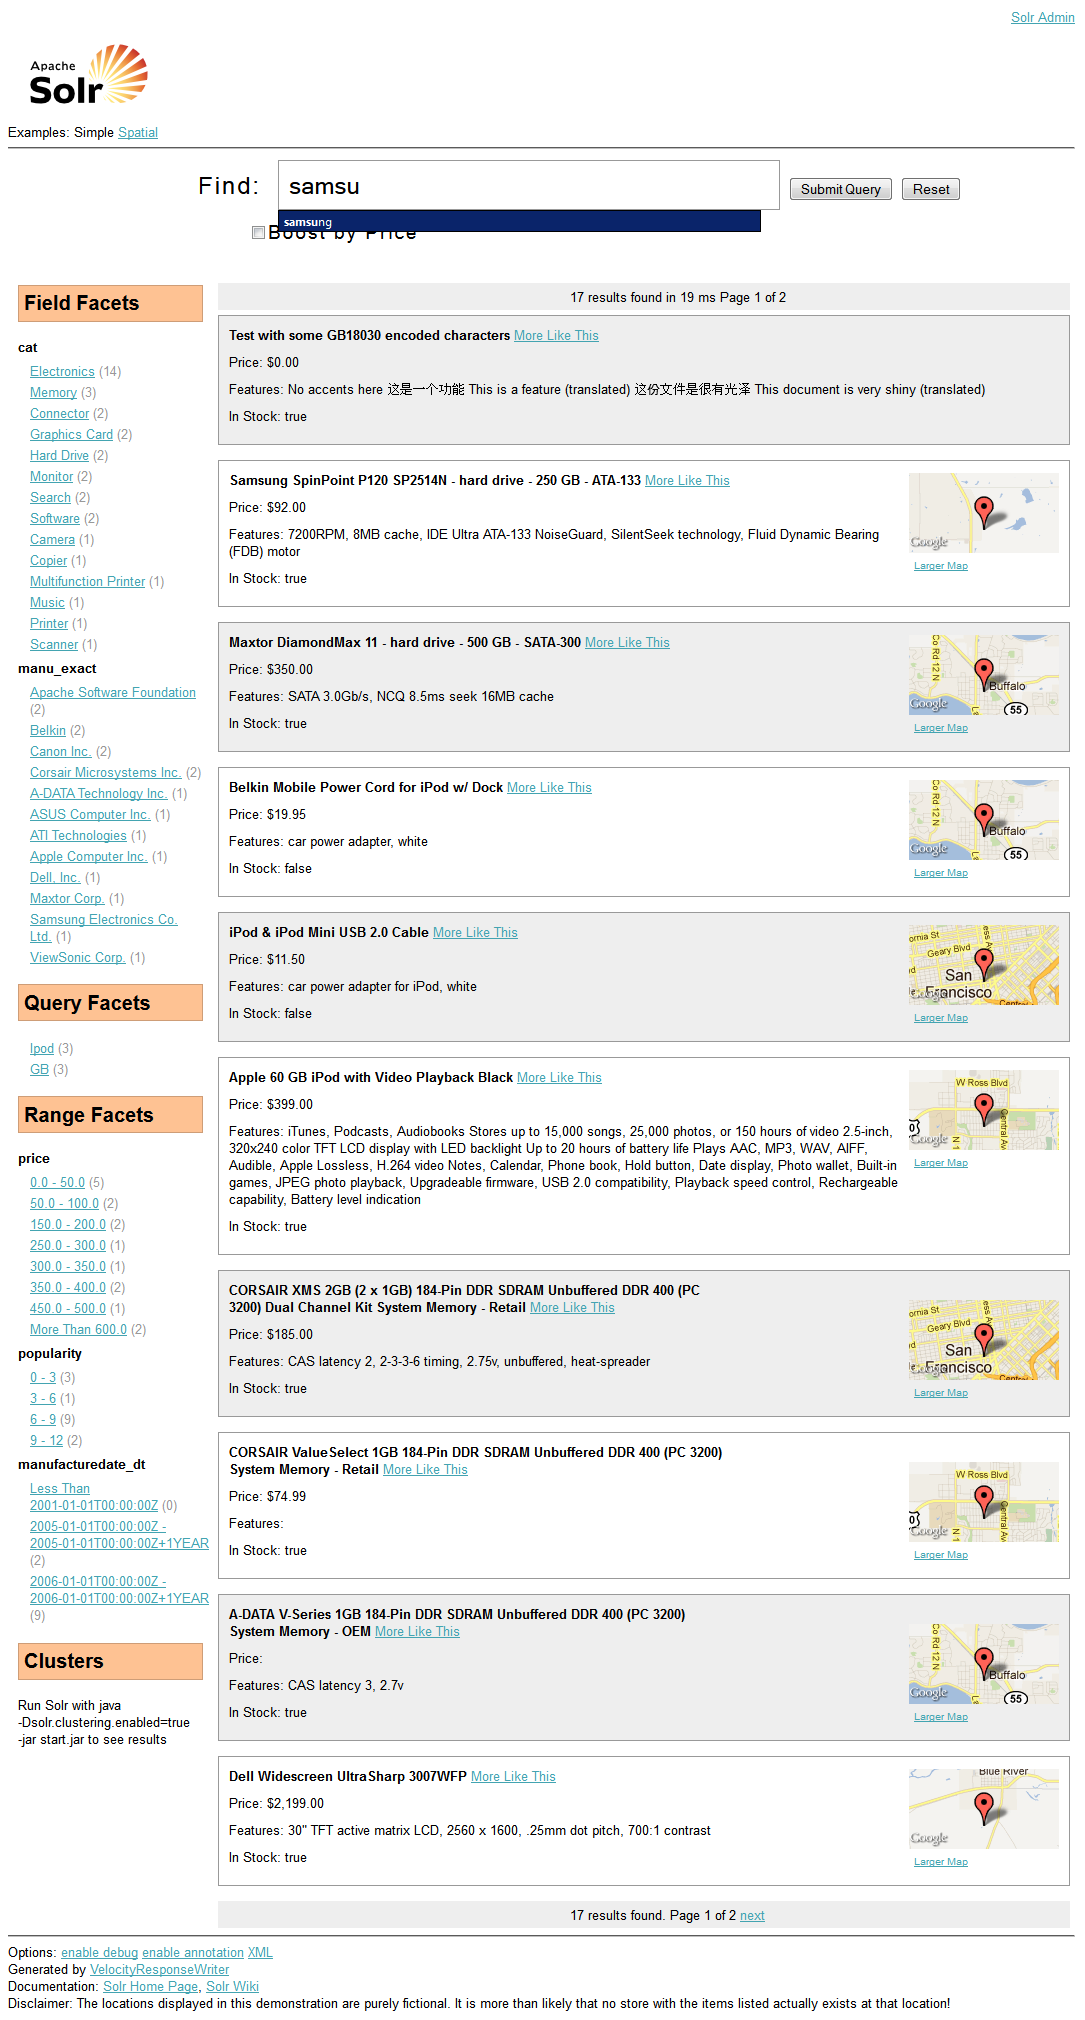 Solr Admin
Apache
Solr
Examples: Simple Spatial
Find: samsu Submit Query Reset
samsung
Boost by Price
Field Facets
cat
Electronics (14)
Memory (3)
Connector (2)
Graphics Card (2)
Hard Drive (2)
Monitor (2)
Search (2)
Software (2)
Camera (1)
Copier (1)
Multifunction Printer (1)
Music (1)
Printer (1)
Scanner (1)
manu_exact
Apache Software Foundation
(2)
Belkin (2)
Canon Inc. (2)
Corsair Microsystems Inc. (2)
A-DATA Technology Inc. (1)
ASUS Computer Inc. (1)
ATI Technologies (1)
Apple Computer Inc. (1)
Dell, Inc. (1)
Maxtor Corp. (1)
Samsung Electronics Co.
Ltd. (1)
ViewSonic Corp. (1)
Query Facets
Ipod (3)
GB (3)
Range Facets
price
0.0 - 50.0 (5)
50.0 - 100.0 (2)
150.0 - 200.0 (2)
250.0 - 300.0 (1)
300.0 - 350.0 (1)
350.0 - 400.0 (2)
450.0 - 500.0 (1)
More Than 600.0 (2)
popularity
0 - 3 (3)
3 - 6 (1)
6 - 9 (9)
9 - 12 (2)
manufacturedate_dt
Less Than
2001-01-01T00:00:00Z (0)
2005-01-01T00:00:00Z -
2005-01-01T00:00:00Z+1YEAR
(2)
2006-01-01T00:00:00Z -
2006-01-01T00:00:00Z+1YEAR
(9)
Clusters
Run Solr with java
-Dsolr.clustering.enabled=true
-jar start.jar to see results
17 results found in 19 ms Page 1 of 2
Test with some GB18030 encoded characters More Like This
Price: $0.00
Features: No accents here 这是一个功能 This is a feature (translated) 这份文件是很有光泽 This document is very shiny (translated)
In Stock: true
Samsung SpinPoint P120 SP2514N - hard drive - 250 GB - ATA-133 More Like This
Price: $92.00
Features: 7200RPM, 8MB cache, IDE Ultra ATA-133 NoiseGuard, SilentSeek technology, Fluid Dynamic Bearing
(FDB) motor
In Stock: true
Google
Larger Map
Maxtor DiamondMax 11 - hard drive - 500 GB - SATA-300 More Like This
Price: $350.00
Features: SATA 3.0Gb/s, NCQ 8.5ms seek 16MB cache
In Stock: true
Co Rd 12 N
Buffalo
Google 55
Larger Map
Belkin Mobile Power Cord for iPod w/ Dock More Like This
Price: $19.95
Features: car power adapter, white
In Stock: false
Co Rd 12 N
Buffalo
Google 55
Larger Map
iPod & iPod Mini USB 2.0 Cable More Like This
Price: $11.50
Features: car power adapter for iPod, white
In Stock: false
ornia St
Geary Blvd
San
Francisco
Google
Larger Map
Apple 60 GB iPod with Video Playback Black More Like This
Price: $399.00
Features: iTunes, Podcasts, Audiobooks Stores up to 15,000 songs, 25,000 photos, or 150 hours of video 2.5-inch,
320x240 color TFT LCD display with LED backlight Up to 20 hours of battery life Plays AAC, MP3, WAV, AIFF,
Audible, Apple Lossless, H.264 video Notes, Calendar, Phone book, Hold button, Date display, Photo wallet, Built-in
games, JPEG photo playback, Upgradeable firmware, USB 2.0 compatibility, Playback speed control, Rechargeable
capability, Battery level indication
In Stock: true
W Ross Blvd
Central Av
Google
Larger Map
CORSAIR XMS 2GB (2 x 1GB) 184-Pin DDR SDRAM Unbuffered DDR 400 (PC
3200) Dual Channel Kit System Memory - Retail More Like This
Price: $185.00
Features: CAS latency 2, 2-3-3-6 timing, 2.75v, unbuffered, heat-spreader
In Stock: true
ornia St
Geary Blvd
San
Francisco
Google
Larger Map
CORSAIR ValueSelect 1GB 184-Pin DDR SDRAM Unbuffered DDR 400 (PC 3200)
System Memory - Retail More Like This
Price: $74.99
Features:
In Stock: true
W Ross Blvd
Central Av
Google
Larger Map
A-DATA V-Series 1GB 184-Pin DDR SDRAM Unbuffered DDR 400 (PC 3200)
System Memory - OEM More Like This
Price:
Features: CAS latency 3, 2.7v
In Stock: true
Co Rd 12 N
Buffalo
Google 55
Larger Map
Dell Widescreen UltraSharp 3007WFP More Like This
Price: $2,199.00
Features: 30" TFT active matrix LCD, 2560 x 1600, .25mm dot pitch, 700:1 contrast
In Stock: true
Blue River
Google
Larger Map
17 results found. Page 1 of 2 next
Options: enable debug enable annotation XML
Generated by VelocityResponseWriter
Documentation: Solr Home Page, Solr Wiki
Disclaimer: The locations displayed in this demonstration are purely fictional. It is more than likely that no store with the items listed actually exists at that location!